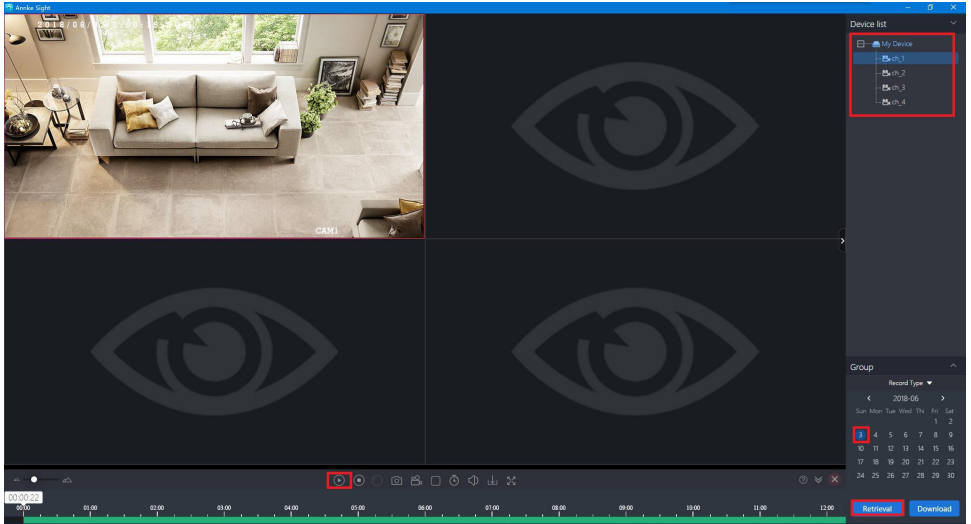 Annke Sight
Device list
My Device
ch_1
ch_2
ch_3
ch_4
CAM1
Group
Record Type
2018-06
Sun Mon Tue Wed Thi Fri Sat
1 2
3 4 5 6 7 8 9
10 11 12 13 14 15 16
17 18 19 20 21 22 23
24 25 26 27 28 29 30
00:00:22
00:00 01:00 02:00 03:00 04:00 05:00 06:00 07:00 08:00 09:00 10:00 11:00 12:00
Retrieval Download